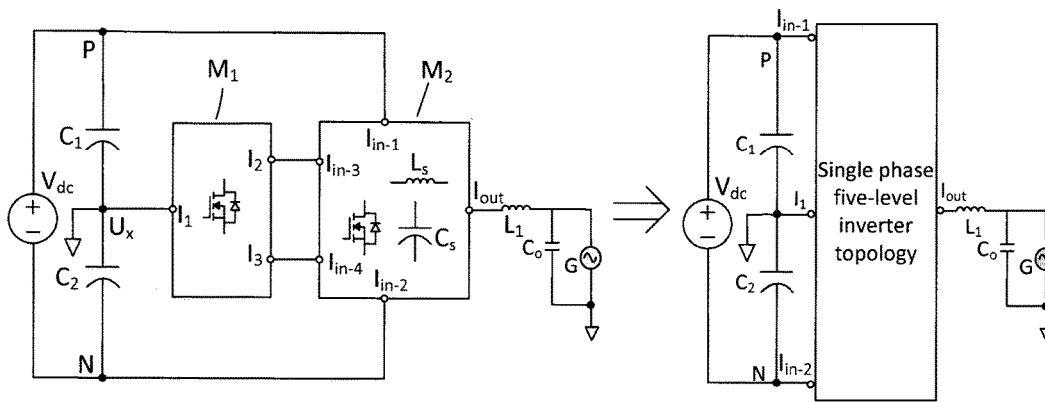 P
M1
M2
C1
Vdc
Ux
C2
N
I1
I2
I3
Iin-1
Iin-3
Ls
Cs
Iin-4
Iin-2
Iout
L1
Co
G
Iin-1
P
C1
Vdc
I1
C2
N
Iin-2
Single phase
five-level
inverter
topology
Iout
L1
Co
G